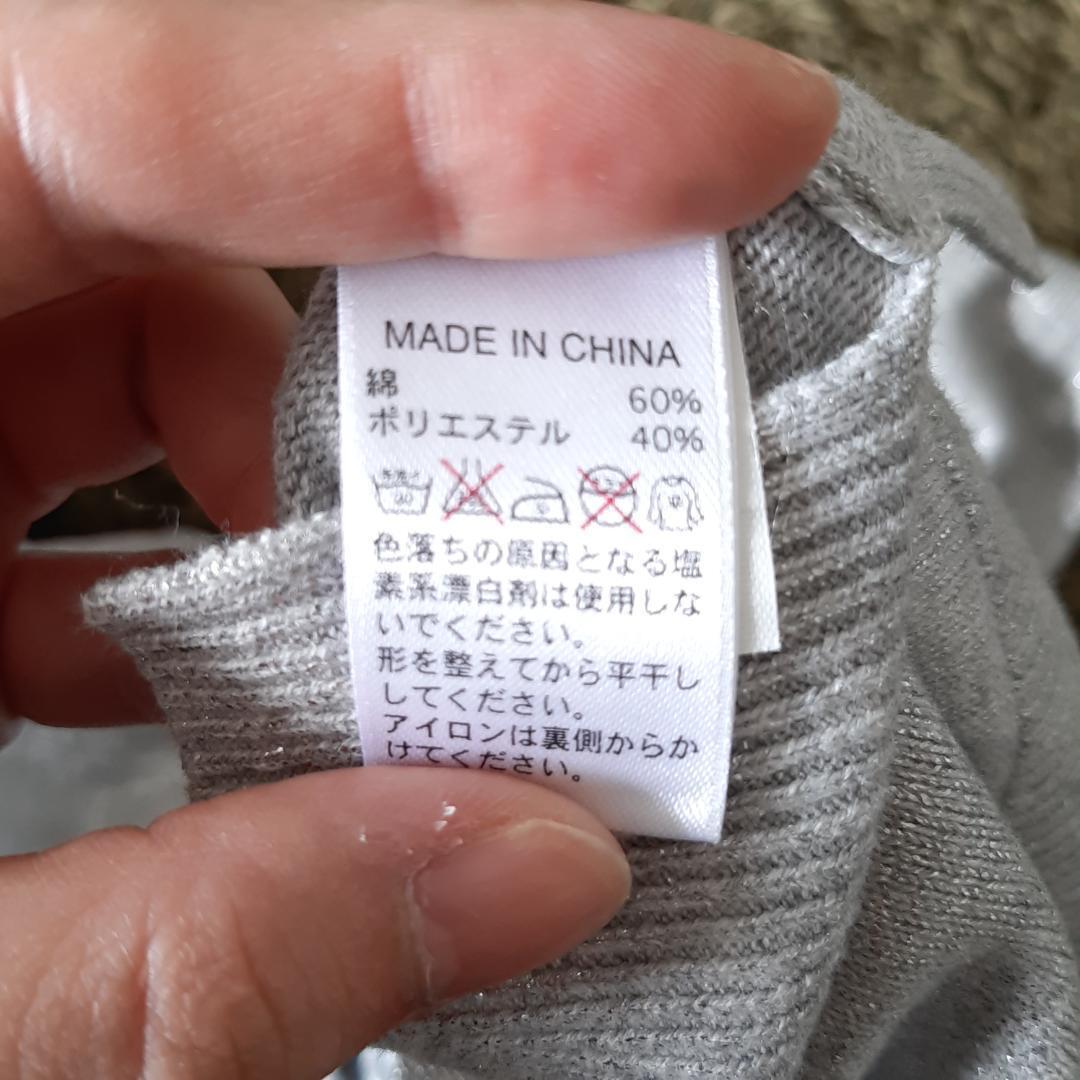 MADE IN CHINA
綿 60%
ポリエステル 40%
色落ちの原因となる塩
素系漂白剤は使用しな
いでください。
形を整えてから平干し
してください。
アイロンは裏側からか
けてください。